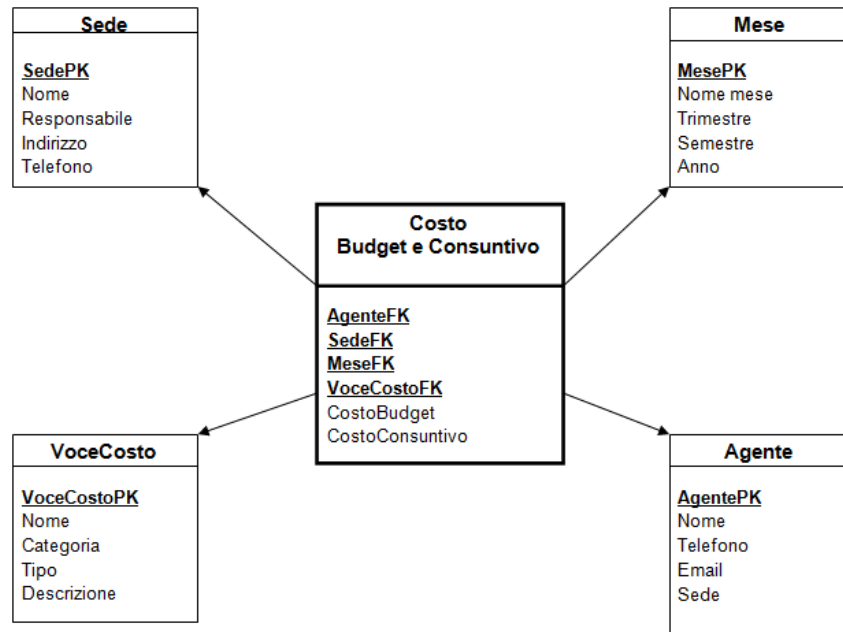 Sede
SedePK
Nome
Responsabile
Indirizzo
Telefono
Mese
MesePK
Nome mese
Trimestre
Semestre
Anno
Costo
Budget e Consuntivo
AgenteFK
SedeFK
MeseFK
VoceCostoFK
CostoBudget
CostoConsuntivo
VoceCosto
VoceCostoPK
Nome
Categoria
Tipo
Descrizione
Agente
AgentePK
Nome
Telefono
Email
Sede